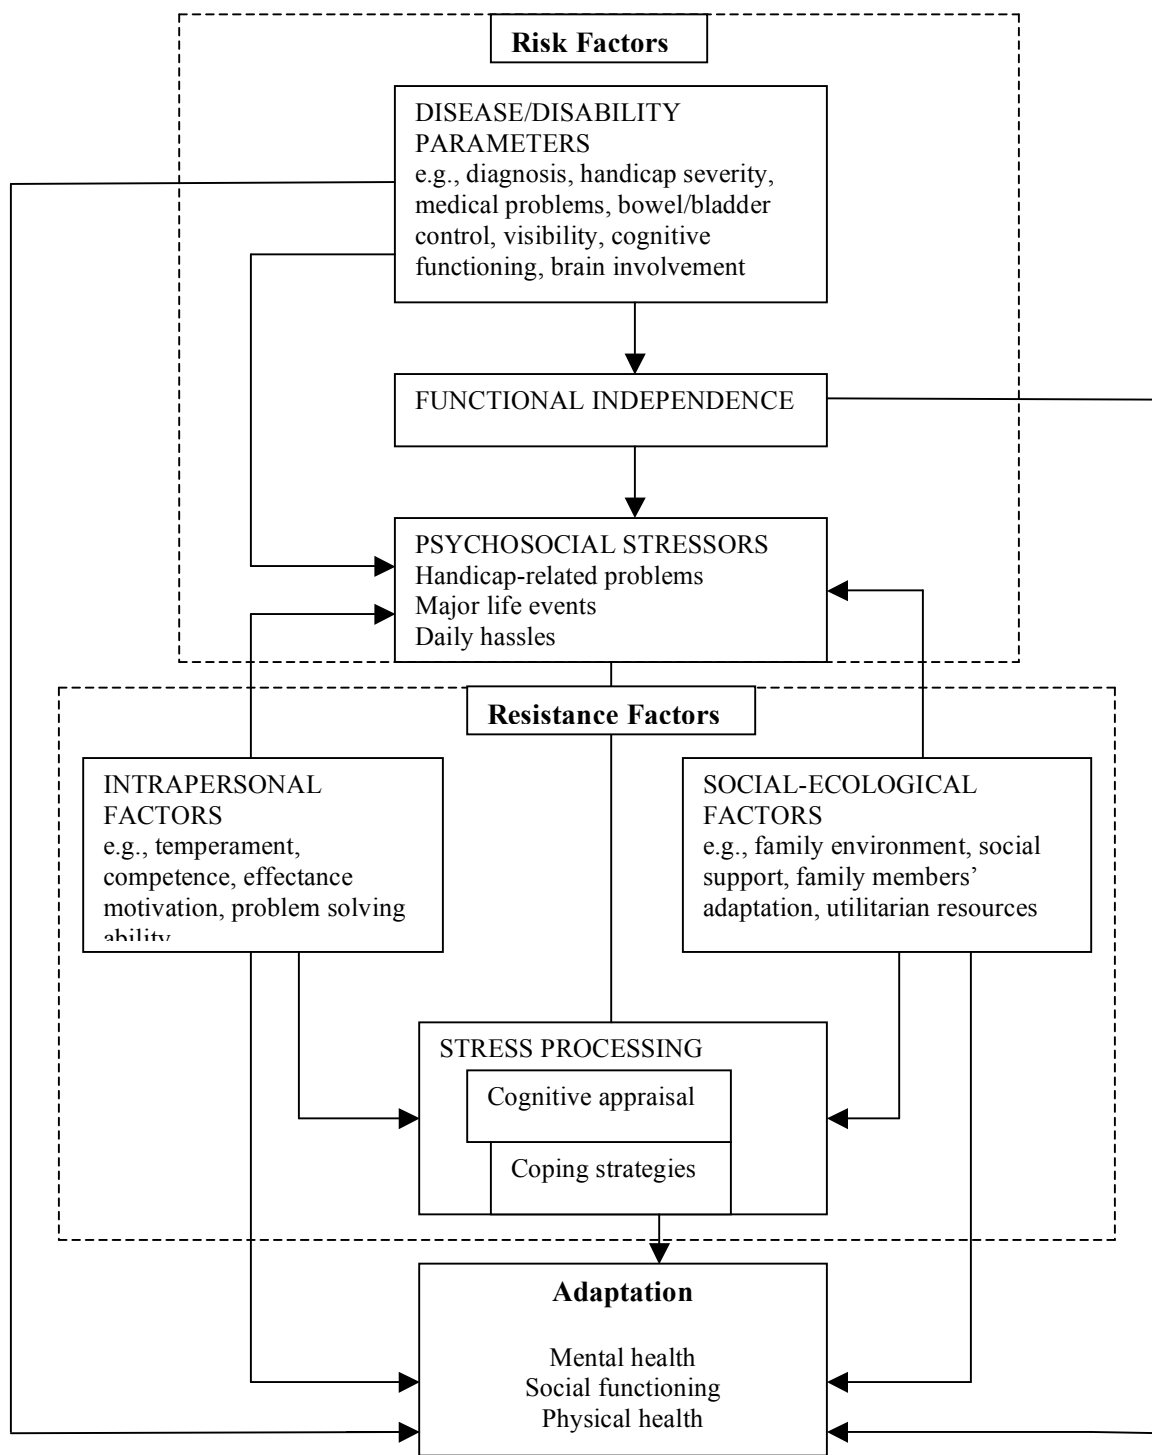 Risk Factors
DISEASE/DISABILITY
PARAMETERS
e.g., diagnosis, handicap severity,
medical problems, bowel/bladder
control, visibility, cognitive
functioning, brain involvement
FUNCTIONAL INDEPENDENCE
PSYCHOSOCIAL STRESSORS
Handicap-related problems
Major life events
Daily hassles
Resistance Factors
INTRAPERSONAL
FACTORS
e.g., temperament,
competence, effectance
motivation, problem solving
ability
SOCIAL-ECOLOGICAL
FACTORS
e.g., family environment, social
support, family members’
adaptation, utilitarian resources
STRESS PROCESSING
Cognitive appraisal
Coping strategies
Adaptation
Mental health
Social functioning
Physical health